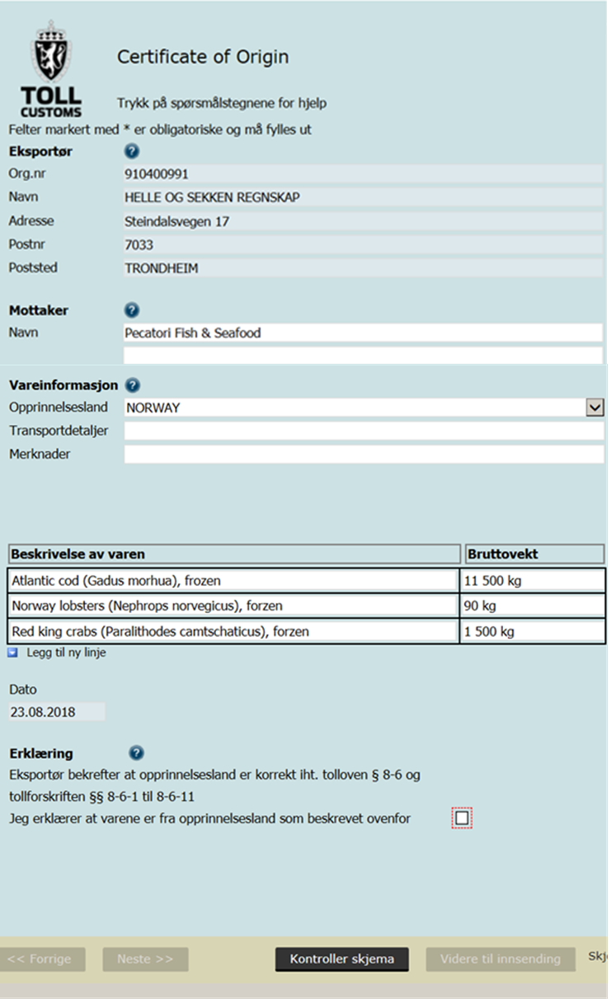 TOLL
CUSTOMS
Certificate of Origin
Trykk på spørsmålstegnene for hjelp
Felter markert med * er obligatoriske og må fylles ut
Eksportør ?
Org.nr 910400991
Navn HELLE OG SEKKEN REGNSKAP
Adresse Steindalsvegen 17
Postnr 7033
Poststed TRONDHEIM
Mottaker ?
Navn Pecatori Fish & Seafood
Vareinformasjon ?
Opprinnelsesland NORWAY
Transportdetaljer
Merknader
Beskrivelse av varen Bruttovekt
Atlantic cod (Gadus morhua), frozen 11 500 kg
Norway lobsters (Nephrops norvegicus), forzen 90 kg
Red king crabs (Paralithodes camtschaticus), forzen 1 500 kg
Legg til ny linje
Dato
23.08.2018
Erklæring ?
Eksportør bekrefter at opprinnelsesland er korrekt iht. tolloven § 8-6 og
tollforskriften §§ 8-6-1 til 8-6-11
Jeg erklærer at varene er fra opprinnelsesland som beskrevet ovenfor
<< Forrige Neste >> Kontroller skjema Videre til innsending